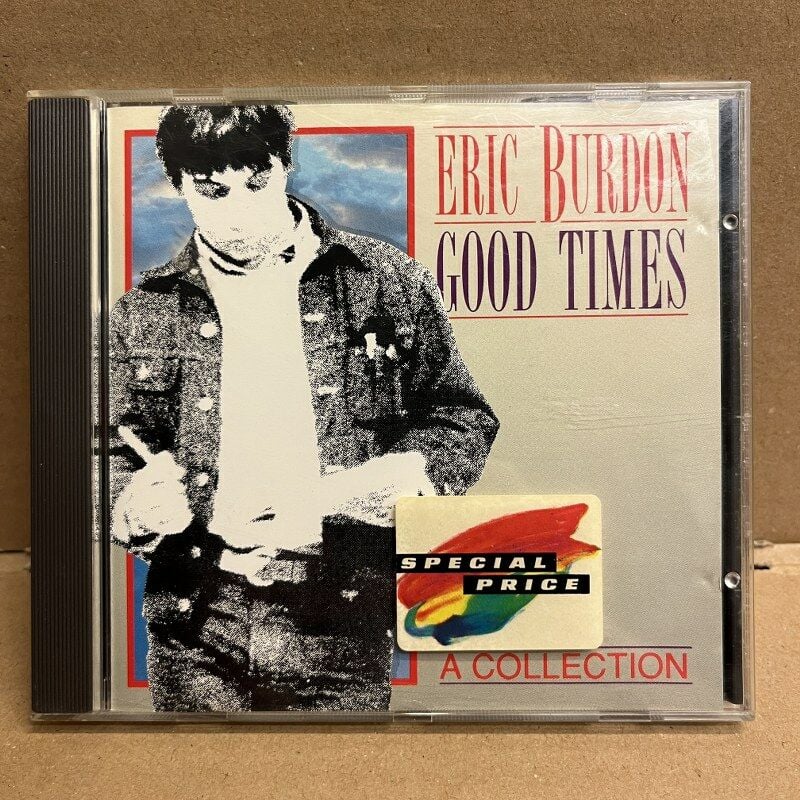 ERIC BURDON
GOOD TIMES
SPECIAL
PRICE
A COLLECTION